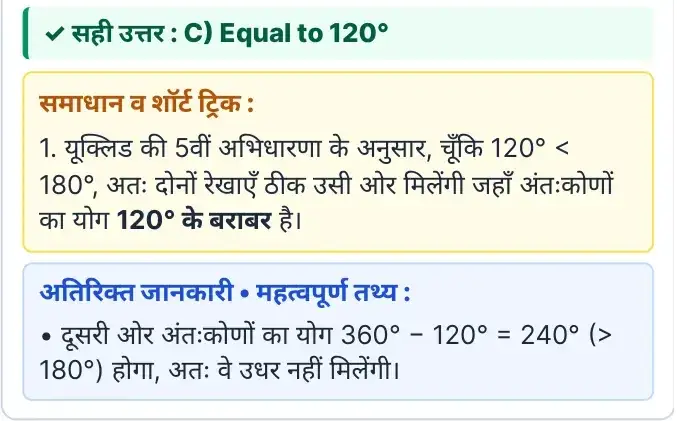 ✓ सही उत्तर : C) Equal to 120°
समाधान व शॉर्ट ट्रिक :
1. यूक्लिड की 5वीं अभिधारणा के अनुसार, चूँकि 120° <
180°, अतः दोनों रेखाएँ ठीक उसी ओर मिलेंगी जहाँ अंतःकोणों
का योग 120° के बराबर है।
अतिरिक्त जानकारी • महत्वपूर्ण तथ्य :
• दूसरी ओर अंतःकोणों का योग 360° − 120° = 240° (>
180°) होगा, अतः वे उधर नहीं मिलेंगी।